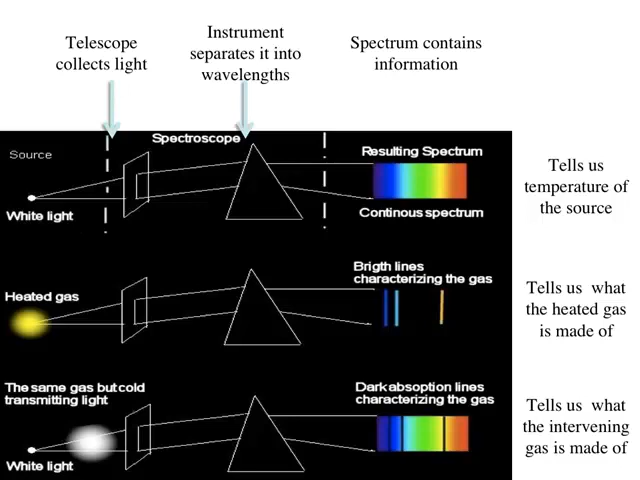 Telescope
collects light
Instrument
separates it into
wavelengths
Spectrum contains
information
Spectroscope
Source
Resulting Spectrum
White light
Continous spectrum
Tells us
temperature of
the source
Brigth lines
characterizing the gas
Heated gas
Tells us what
the heated gas
is made of
The same gas but cold
transmitting light
Dark absoption lines
characterizing the gas
White light
Tells us what
the intervening
gas is made of